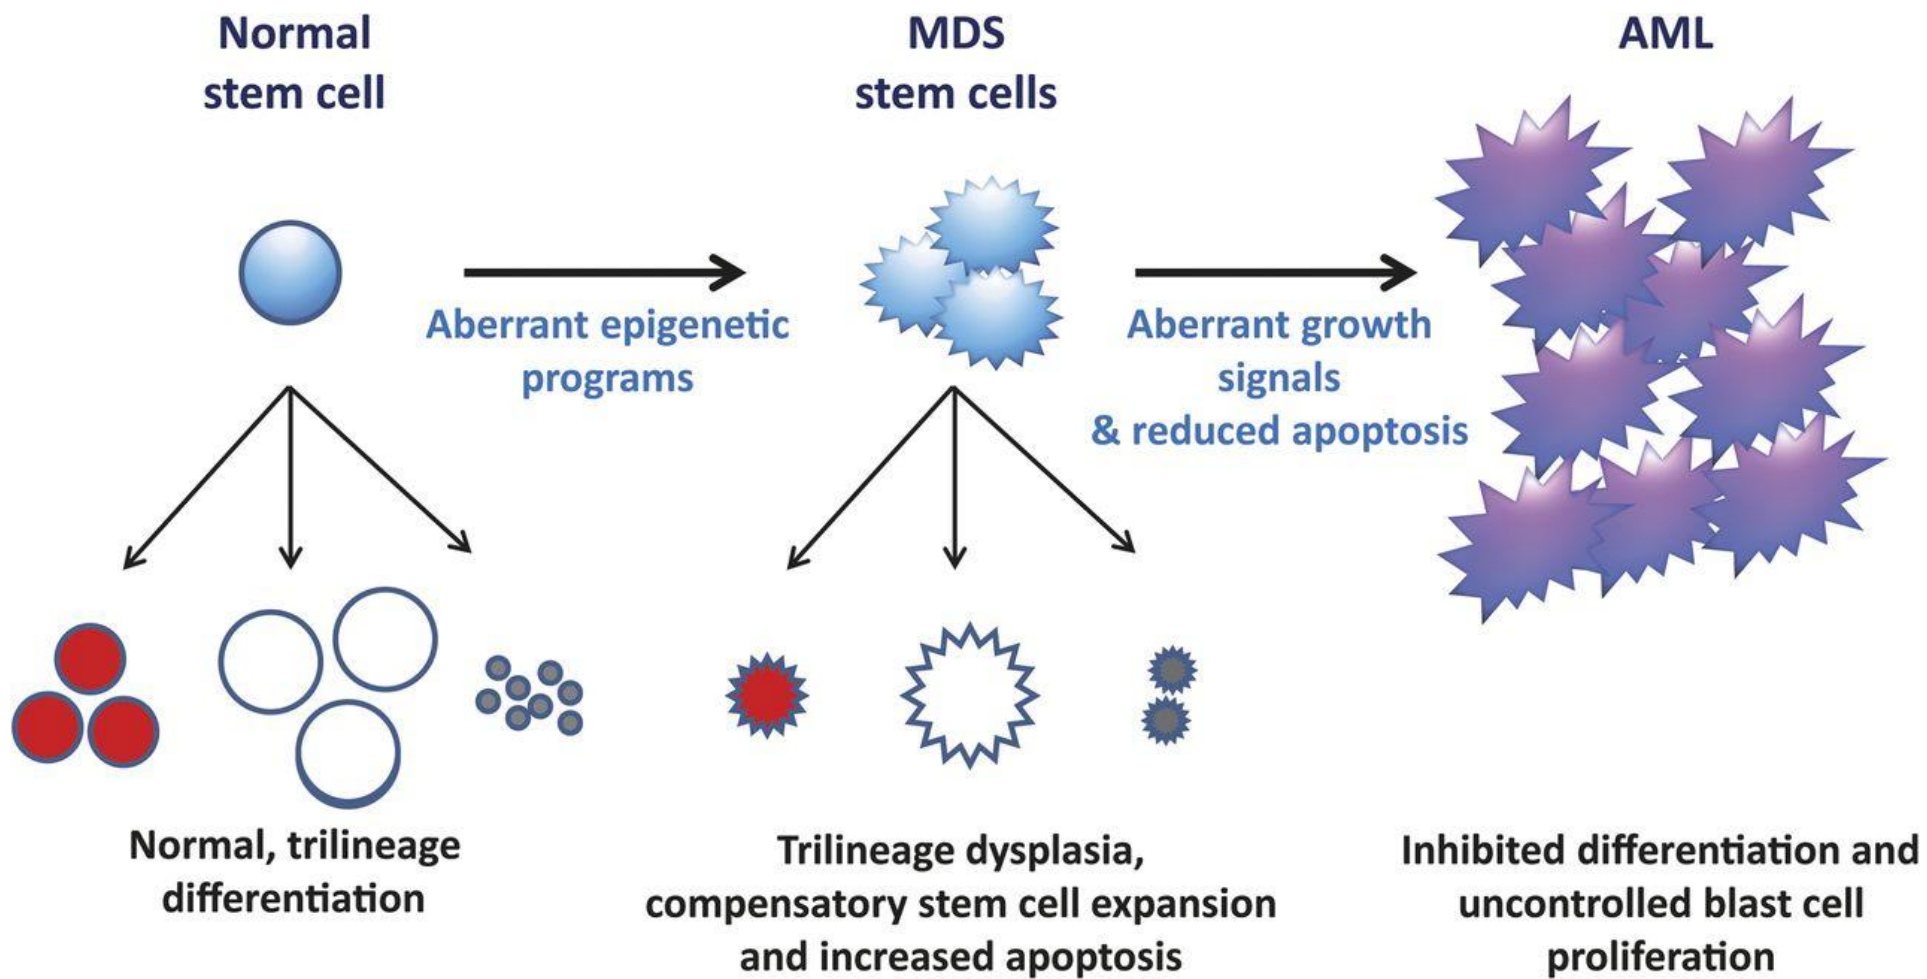 Normal
stem cell
MDS
stem cells
AML
Aberrant epigenetic
programs
Aberrant growth
signals
& reduced apoptosis
Normal, trilineage
differentiation
Trilineage dysplasia,
compensatory stem cell expansion
and increased apoptosis
Inhibited differentiation and
uncontrolled blast cell
proliferation